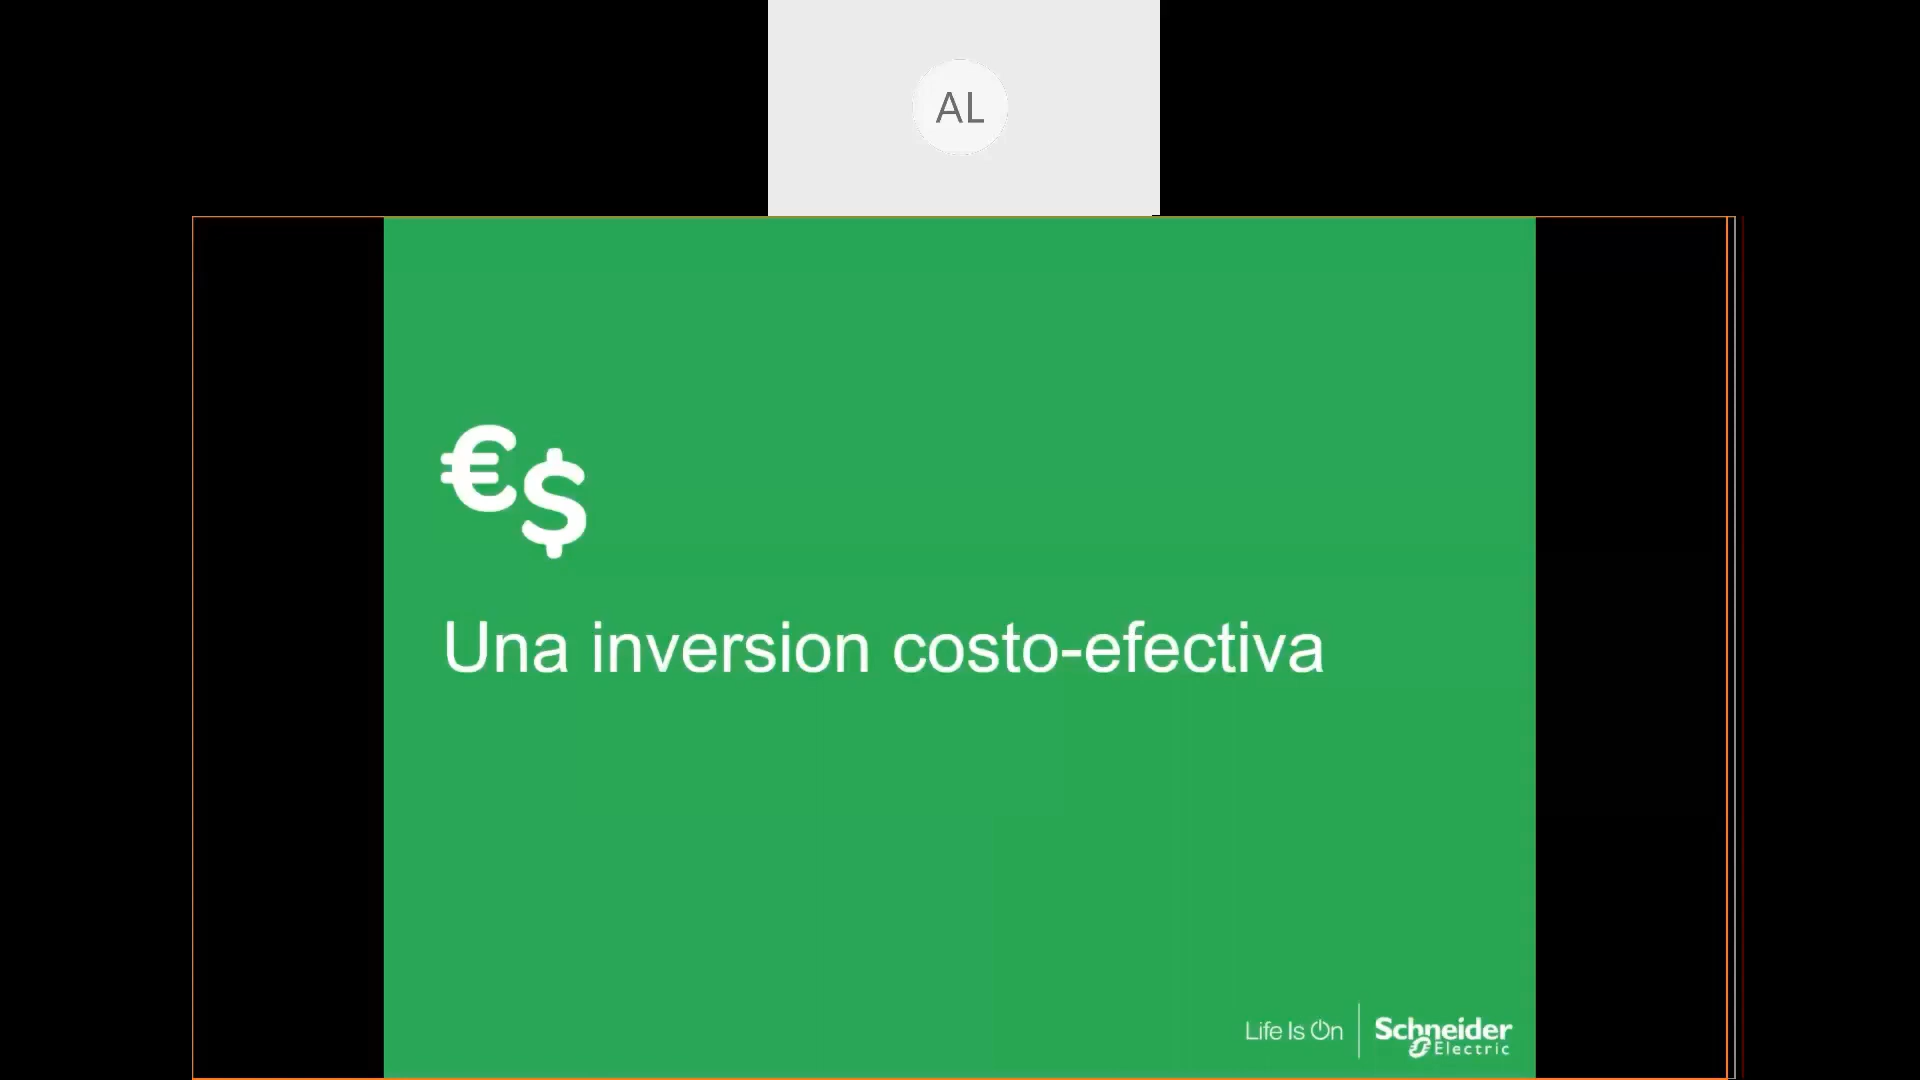 AL
€$
Una inversion costo-efectiva
Life Is On
Schneider
Electric